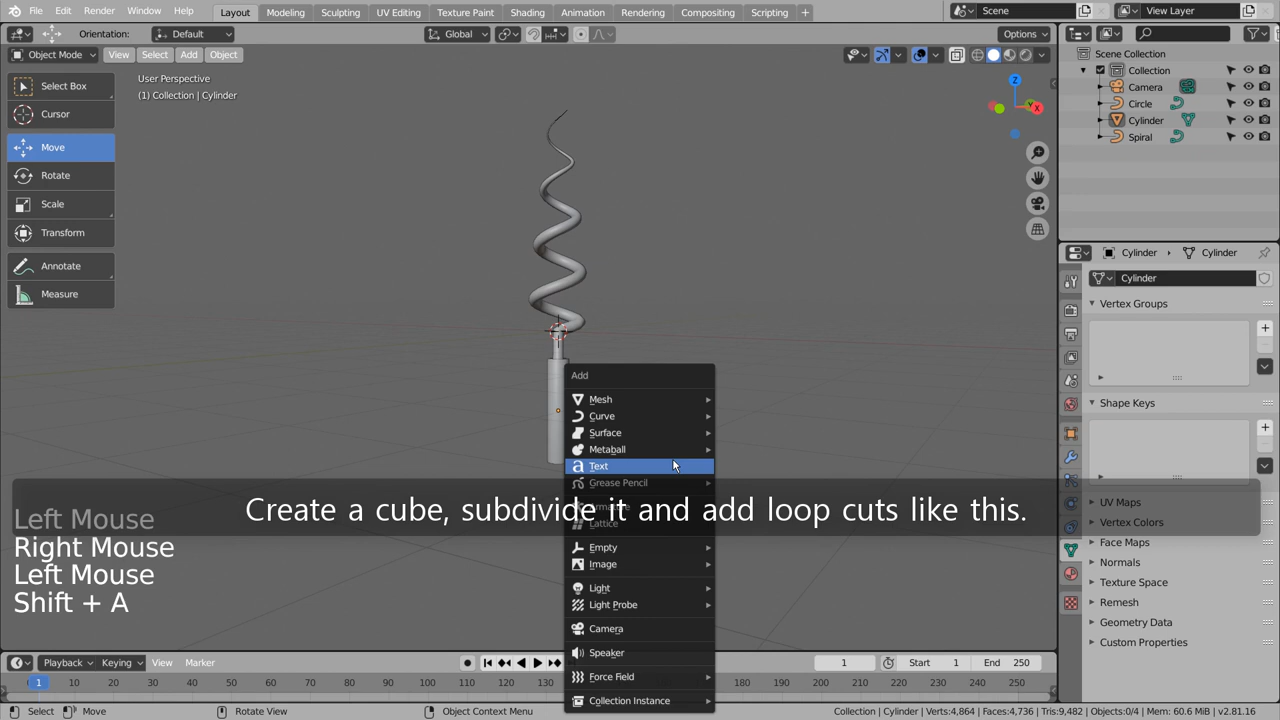 File Edit Render Window Help Layout Modeling Sculpting UV Editing Texture Paint Shading Animation Rendering Compositing Scripting + Scene View Layer
Orientation: Default Global Options
Object Mode View Select Add Object
Scene Collection
Collection
Camera
Circle
Cylinder
Spiral
Select Box
Cursor
Move
Rotate
Scale
Transform
Annotate
Measure
User Perspective
(1) Collection | Cylinder
Z
Y
X
Cylinder Cylinder
Cylinder
Vertex Groups
Shape Keys
UV Maps
Vertex Colors
Face Maps
Normals
Texture Space
Remesh
Geometry Data
Custom Properties
Add
Mesh
Curve
Surface
Metaball
Text
Grease Pencil
Armature
Lattice
Empty
Image
Light
Light Probe
Camera
Speaker
Force Field
Collection Instance
Create a cube, subdivide it and add loop cuts like this.
Left Mouse
Right Mouse
Left Mouse
Shift + A
Playback Keying View Marker 1 Start 1 End 250
1 10 20 30 40 50 60 70 80 90 100 110 120 130 160 170 180 190 200 210 220 230 240 250
Select Move Rotate View Object Context Menu Collection | Cylinder | Verts:4,864 | Faces:4,736 | Tris:9,482 | Objects:0/4 | Mem: 60.6 MiB | v2.81.16